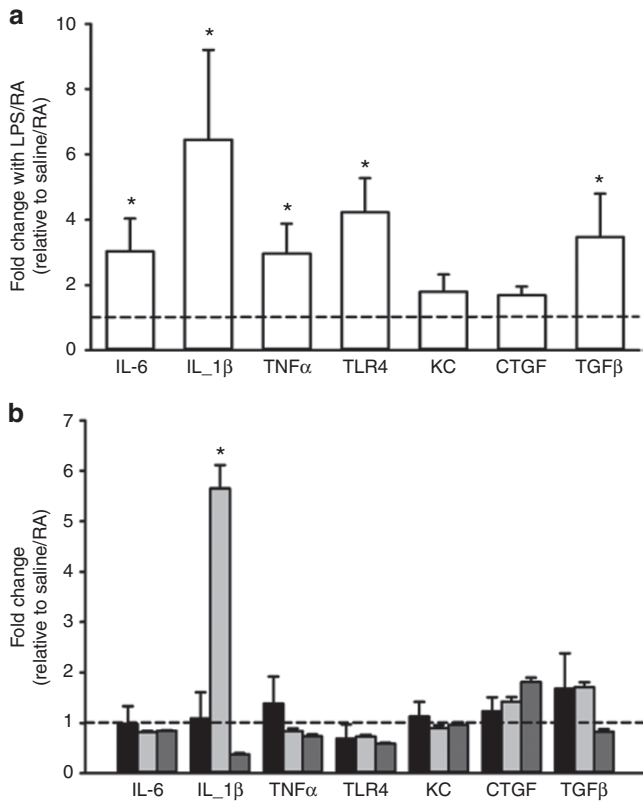 a
Fold change with LPS/RA
(relative to saline/RA)
10
8
6
4
2
0
* * * * *
IL-6 IL_1β TNFα TLR4 KC CTGF TGFβ
b
Fold change
(relative to saline/RA)
7
6
5
4
3
2
1
0
*
IL-6 IL_1β TNFα TLR4 KC CTGF TGFβ